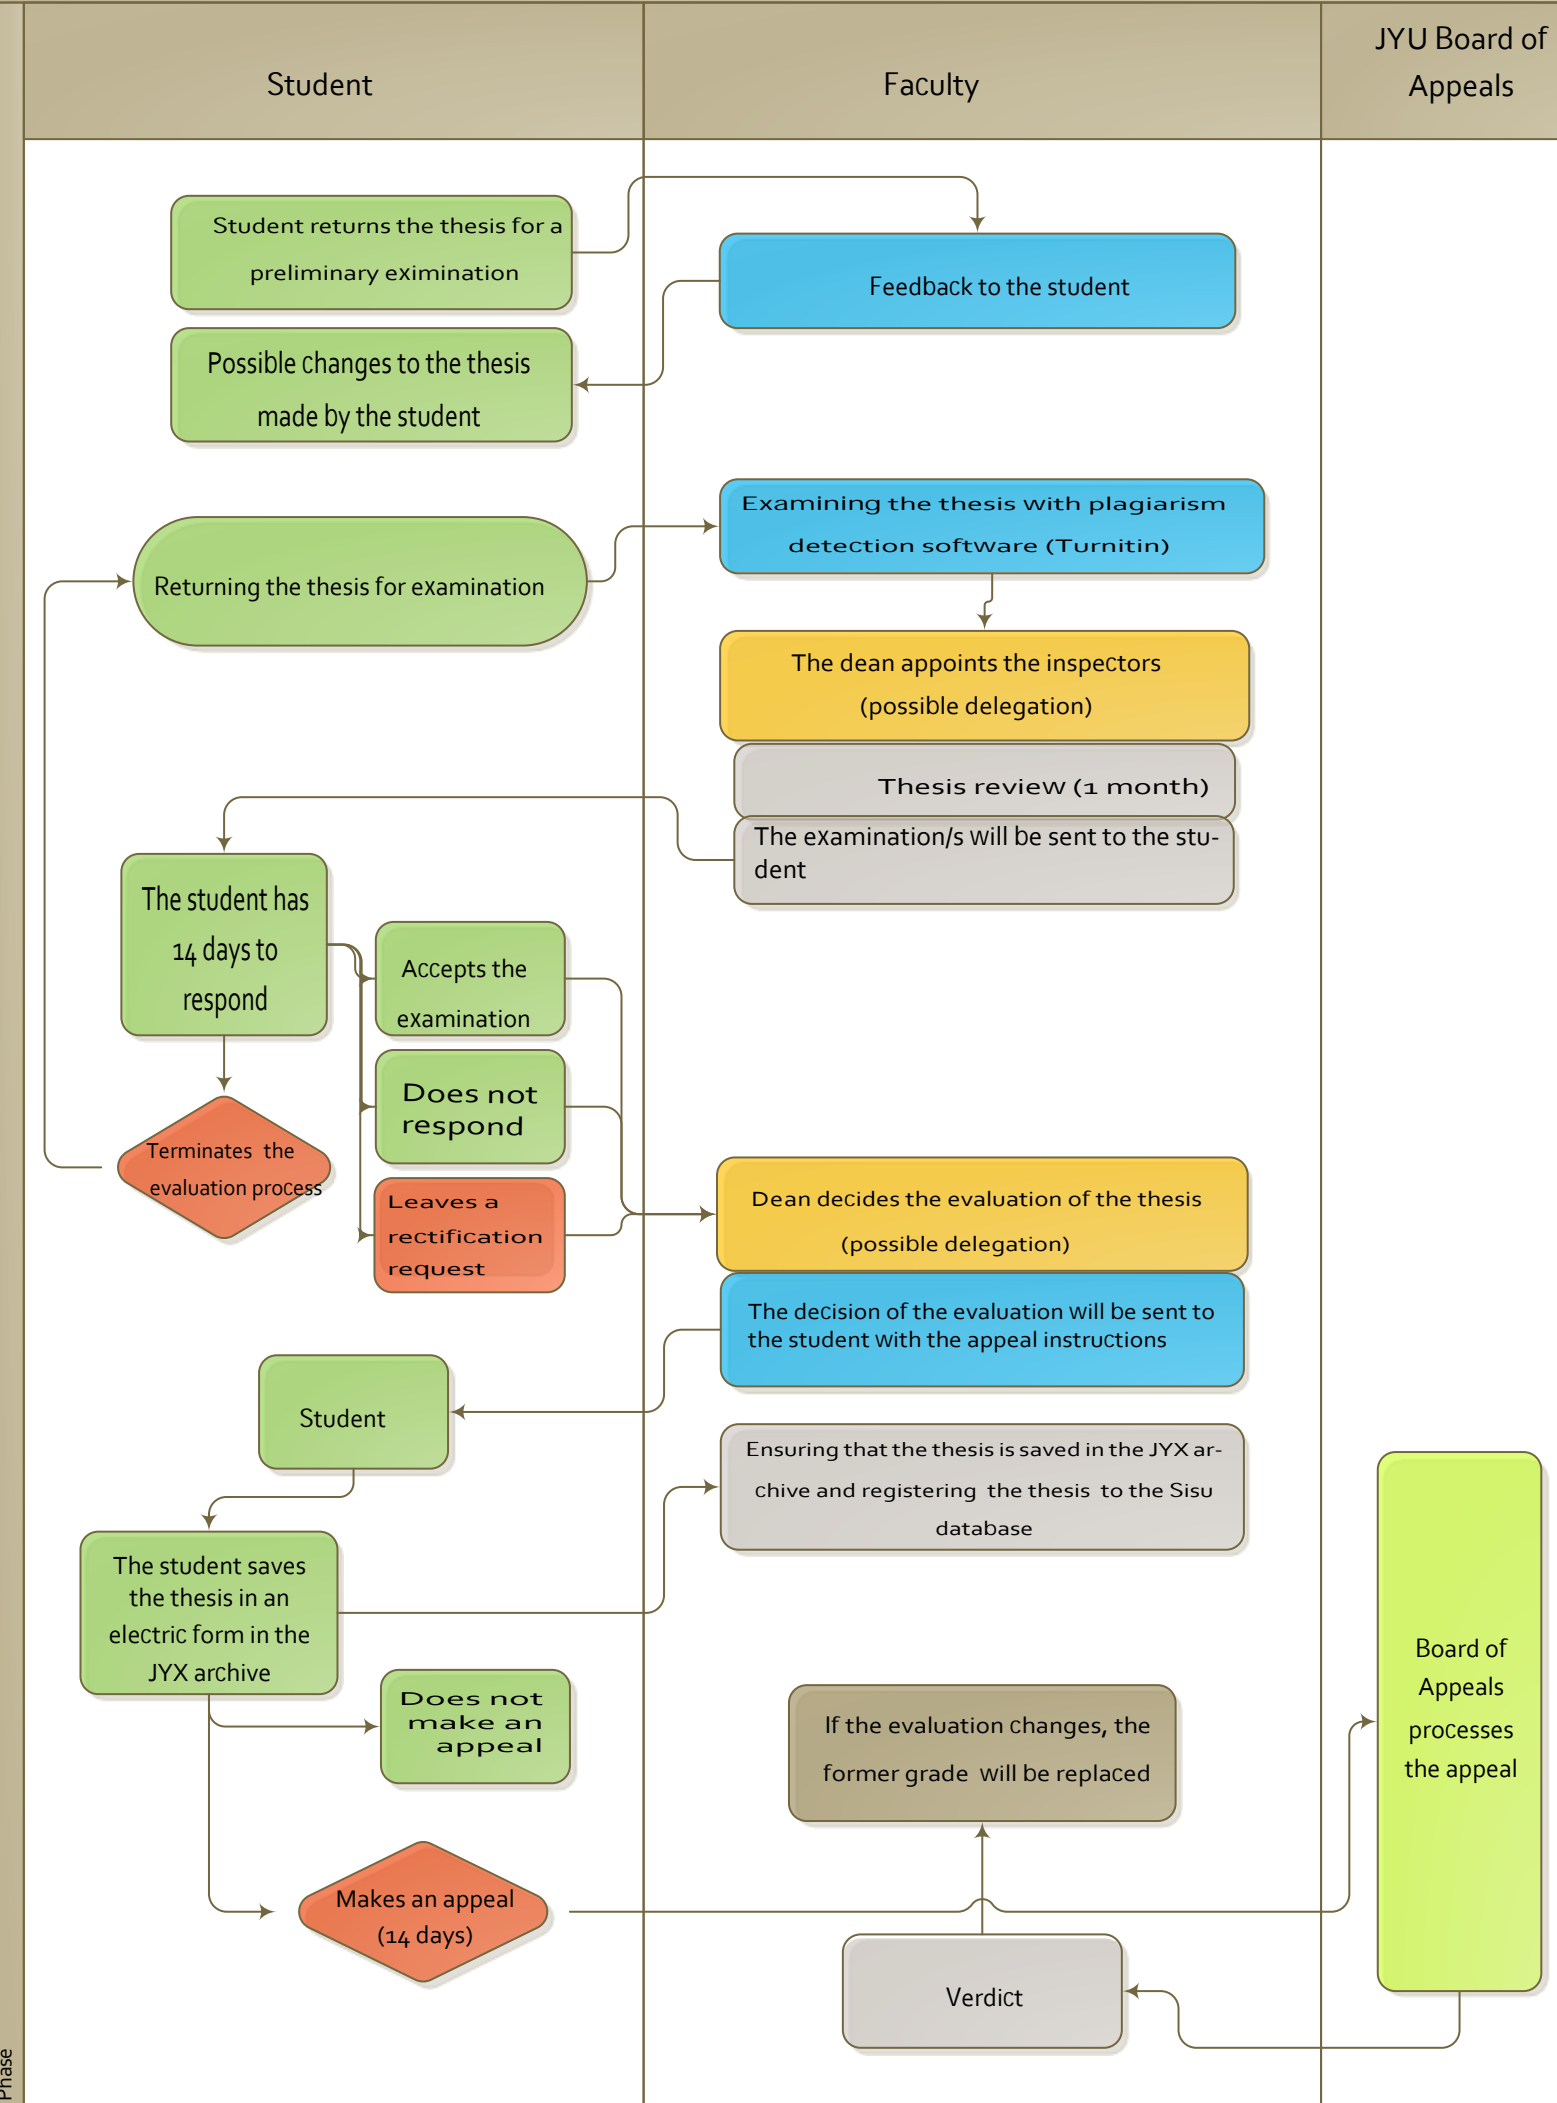 Student
Faculty
JYU Board of
Appeals
Student returns the thesis for a
preliminary eximination
Feedback to the student
Possible changes to the thesis
made by the student
Examining the thesis with plagiarism
detection software (Turnitin)
Returning the thesis for examination
The dean appoints the inspectors
(possible delegation)
Thesis review (1 month)
The examination/s will be sent to the stu-
dent
The student has
14 days to
respond
Accepts the
examination
Does not
respond
Terminates the
evaluation process
Leaves a
rectification
request
Dean decides the evaluation of the thesis
(possible delegation)
The decision of the evaluation will be sent to
the student with the appeal instructions
Student
Ensuring that the thesis is saved in the JYX ar-
chive and registering the thesis to the Sisu
database
The student saves
the thesis in an
electric form in the
JYX archive
Does not
make an
appeal
If the evaluation changes, the
former grade will be replaced
Board of
Appeals
processes
the appeal
Makes an appeal
(14 days)
Verdict
Phase